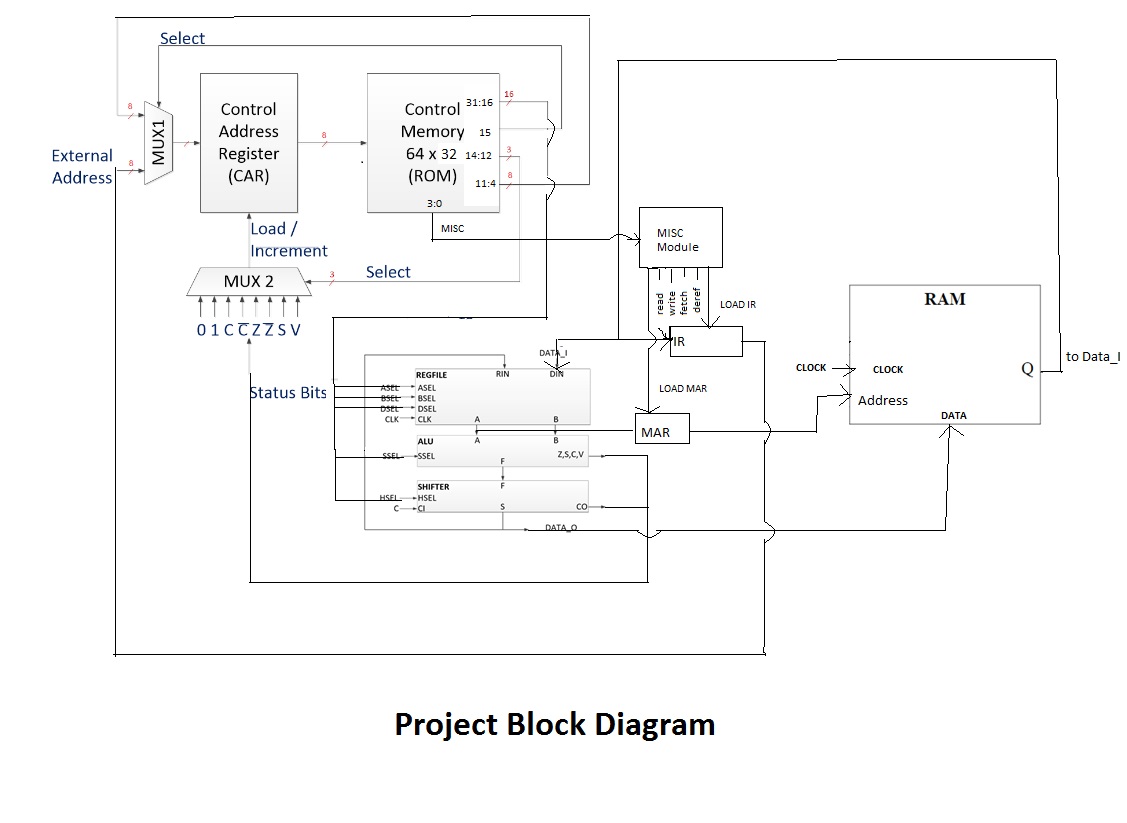 Select
8
MUX1
External
Address
8
Control
Address
Register
(CAR)
8
Control
Memory
64 x 32
(ROM)
31:16
16
15
14:12
3
11:4
8
3:0
MISC
Load /
Increment
MUX 2
3
Select
0 1 C C̅ Z Z̅ S V
Status Bits
MISC
Module
read
write
fetch
deref
LOAD IR
IR
LOAD MAR
MAR
RAM
CLOCK
CLOCK
Address
DATA
Q
to Data_I
DATA_I
REGFILE
RIN
DIN
ASEL
ASEL
BSEL
BSEL
DSEL
DSEL
CLK
CLK
A
B
ALU
A
B
SSEL
SSEL
F
Z,S,C,V
SHIFTER
F
HSEL
HSEL
C
CI
S
CO
DATA_O
Project Block Diagram